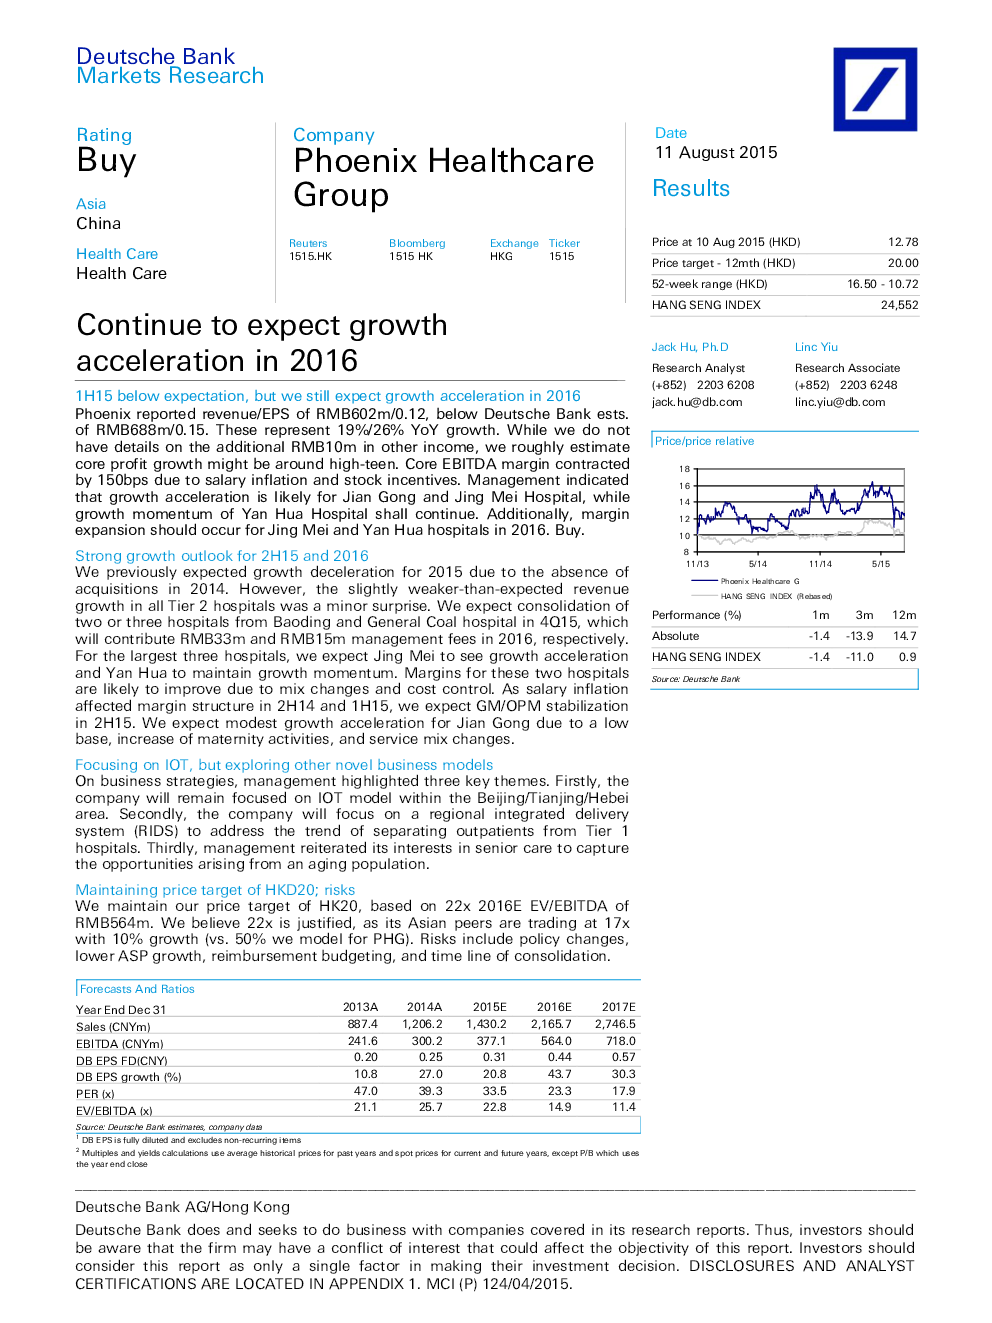 Deutsche Bank
Markets Research
Rating
Buy
Asia
China
Health Care
Health Care
Company
Phoenix Healthcare
Group
Reuters Bloomberg Exchange Ticker
1515.HK 1515 HK HKG 1515
Date
11 August 2015
Results
Price at 10 Aug 2015 (HKD) 12.78
Price target - 12mth (HKD) 20.00
52-week range (HKD) 16.50 - 10.72
HANG SENG INDEX 24,552
Continue to expect growth
acceleration in 2016
Jack Hu, Ph.D Linc Yiu
Research Analyst Research Associate
(+852) 2203 6208 (+852) 2203 6248
jack.hu@db.com linc.yiu@db.com
1H15 below expectation, but we still expect growth acceleration in 2016
Phoenix reported revenue/EPS of RMB602m/0.12, below Deutsche Bank ests.
of RMB688m/0.15. These represent 19%/26% YoY growth. While we do not
have details on the additional RMB10m in other income, we roughly estimate
core profit growth might be around high-teen. Core EBITDA margin contracted
by 150bps due to salary inflation and stock incentives. Management indicated
that growth acceleration is likely for Jian Gong and Jing Mei Hospital, while
growth momentum of Yan Hua Hospital shall continue. Additionally, margin
expansion should occur for Jing Mei and Yan Hua hospitals in 2016. Buy.
Strong growth outlook for 2H15 and 2016
We previously expected growth deceleration for 2015 due to the absence of
acquisitions in 2014. However, the slightly weaker-than-expected revenue
growth in all Tier 2 hospitals was a minor surprise. We expect consolidation of
two or three hospitals from Baoding and General Coal hospital in 4Q15, which
will contribute RMB33m and RMB15m management fees in 2016, respectively.
For the largest three hospitals, we expect Jing Mei to see growth acceleration
and Yan Hua to maintain growth momentum. Margins for these two hospitals
are likely to improve due to mix changes and cost control. As salary inflation
affected margin structure in 2H14 and 1H15, we expect GM/OPM stabilization
in 2H15. We expect modest growth acceleration for Jian Gong due to a low
base, increase of maternity activities, and service mix changes.
Focusing on IOT, but exploring other novel business models
On business strategies, management highlighted three key themes. Firstly, the
company will remain focused on IOT model within the Beijing/Tianjing/Hebei
area. Secondly, the company will focus on a regional integrated delivery
system (RIDS) to address the trend of separating outpatients from Tier 1
hospitals. Thirdly, management reiterated its interests in senior care to capture
the opportunities arising from an aging population.
Maintaining price target of HKD20; risks
We maintain our price target of HK20, based on 22x 2016E EV/EBITDA of
RMB564m. We believe 22x is justified, as its Asian peers are trading at 17x
with 10% growth (vs. 50% we model for PHG). Risks include policy changes,
lower ASP growth, reimbursement budgeting, and time line of consolidation.
Price/price relative
18
16
14
12
10
8
11/13 5/14 11/14 5/15
Phoenix Healthcare G
HANG SENG INDEX (Rebased)
Performance (%) 1m 3m 12m
Absolute -1.4 -13.9 14.7
HANG SENG INDEX -1.4 -11.0 0.9
Source: Deutsche Bank
Forecasts And Ratios
Year End Dec 31 2013A 2014A 2015E 2016E 2017E
Sales (CNYm) 887.4 1,206.2 1,430.2 2,165.7 2,746.5
EBITDA (CNYm) 241.6 300.2 377.1 564.0 718.0
DB EPS FD(CNY) 0.20 0.25 0.31 0.44 0.57
DB EPS growth (%) 10.8 27.0 20.8 43.7 30.3
PER (x) 47.0 39.3 33.5 23.3 17.9
EV/EBITDA (x) 21.1 25.7 22.8 14.9 11.4
Source: Deutsche Bank estimates, company data
1 DB EPS is fully diluted and excludes non-recurring items
2 Multiples and yields calculations use average historical prices for past years and spot prices for current and future years, except P/B which uses
the year end close
Deutsche Bank AG/Hong Kong
Deutsche Bank does and seeks to do business with companies covered in its research reports. Thus, investors should
be aware that the firm may have a conflict of interest that could affect the objectivity of this report. Investors should
consider this report as only a single factor in making their investment decision. DISCLOSURES AND ANALYST
CERTIFICATIONS ARE LOCATED IN APPENDIX 1. MCI (P) 124/04/2015.